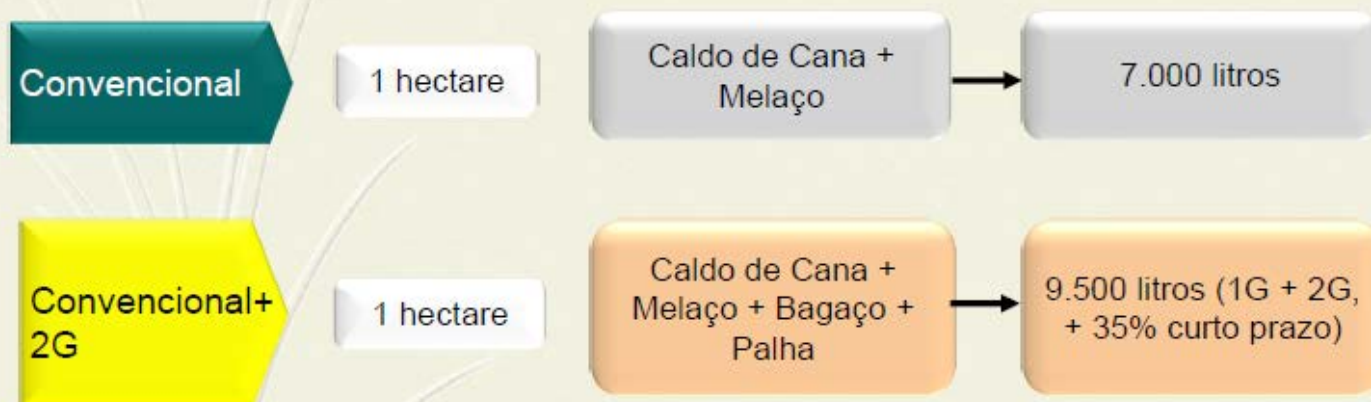 Convencional
1 hectare
Caldo de Cana +
Melaço
7.000 litros
Convencional+
2G
1 hectare
Caldo de Cana +
Melaço + Bagaço +
Palha
9.500 litros (1G + 2G,
+ 35% curto prazo)